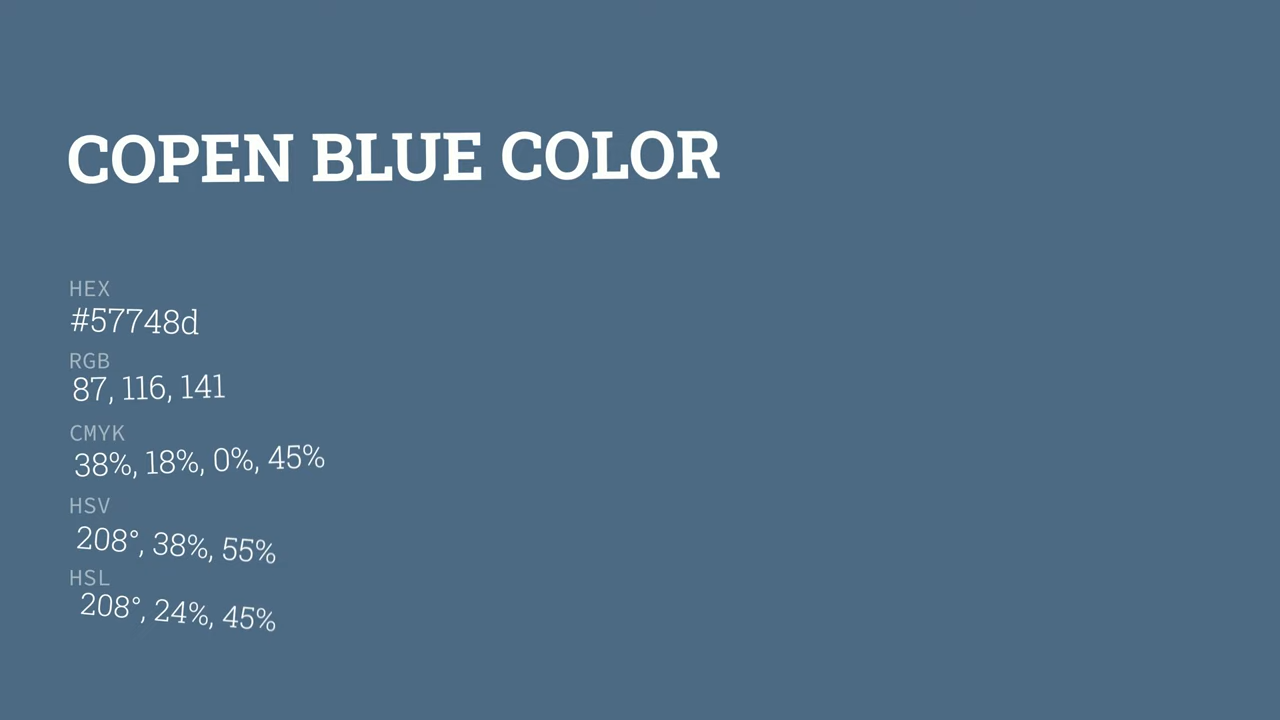 COPEN BLUE COLOR
HEX
#57748d
RGB
87, 116, 141
CMYK
38%, 18%, 0%, 45%
HSV
208°, 38%, 55%
HSL
208°, 24%, 45%